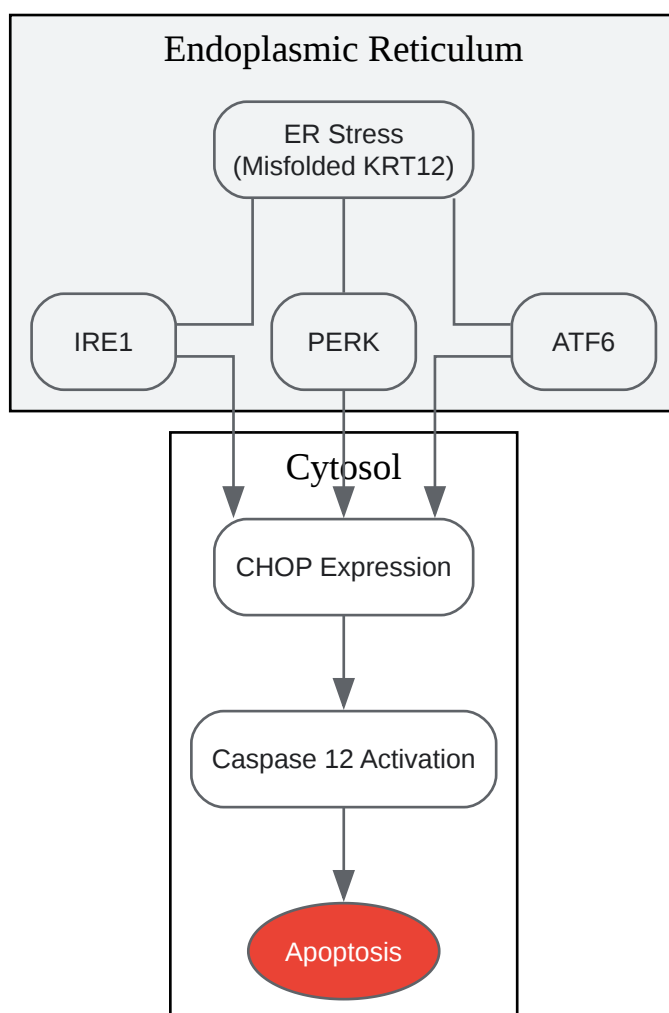 Endoplasmic Reticulum
ER Stress
(Misfolded KRT12)
IRE1
PERK
ATF6
Cytosol
CHOP Expression
Caspase 12 Activation
Apoptosis